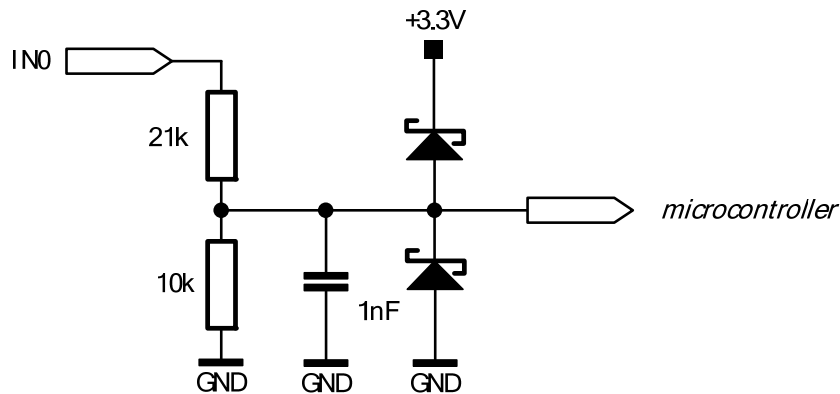 +3.3V
IN0
21k
microcontroller
10k
1nF
GND GND GND